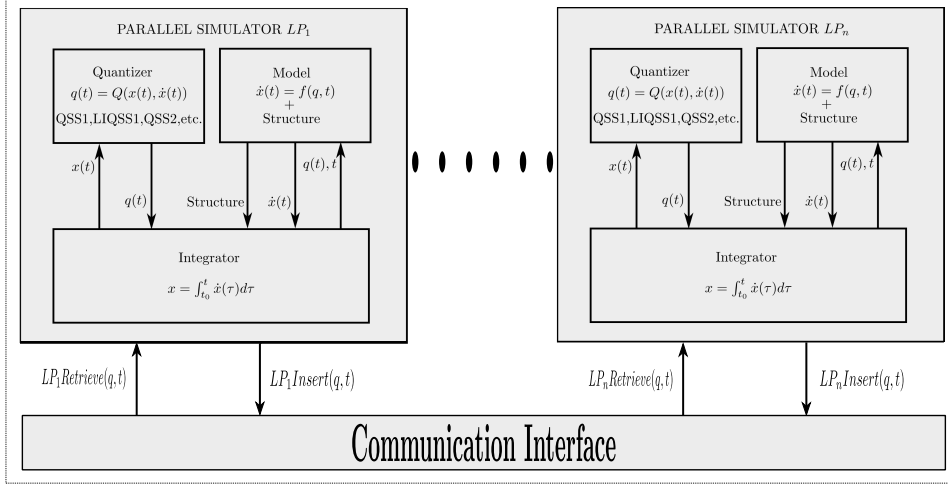 PARALLEL SIMULATOR LP₁
Quantizer
q(t) = Q(x(t), ẋ(t))
QSS1,LIQSS1,QSS2,etc.
Model
ẋ(t) = f(q, t)
+
Structure
x(t)
q(t)
Structure
ẋ(t)
q(t), t
Integrator
x = ∫ₜ₀ᵗ ẋ(τ)dτ
PARALLEL SIMULATOR LPₙ
Quantizer
q(t) = Q(x(t), ẋ(t))
QSS1,LIQSS1,QSS2,etc.
Model
ẋ(t) = f(q, t)
+
Structure
x(t)
q(t)
Structure
ẋ(t)
q(t), t
Integrator
x = ∫ₜ₀ᵗ ẋ(τ)dτ
LP₁Retrieve(q,t)
LP₁Insert(q,t)
LPₙRetrieve(q,t)
LPₙInsert(q,t)
Communication Interface